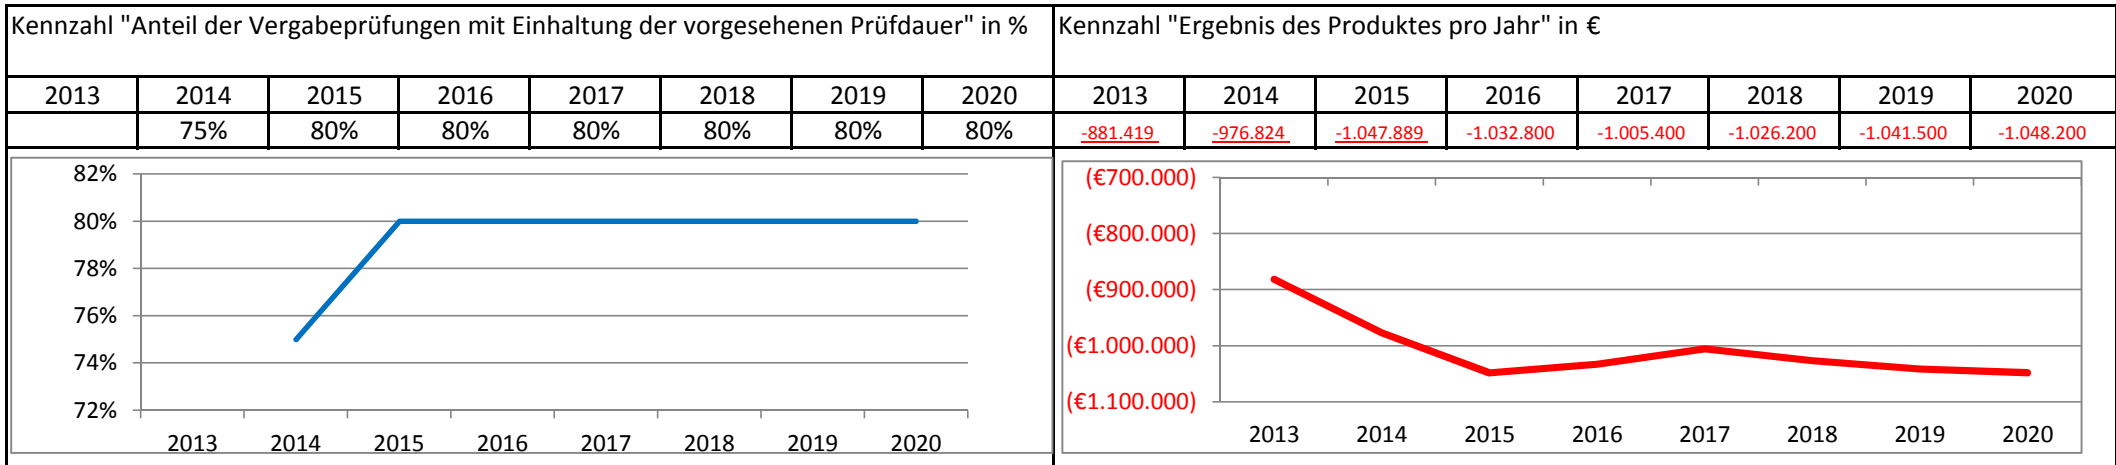 Kennzahl "Anteil der Vergabeprüfungen mit Einhaltung der vorgesehenen Prüfdauer" in %
2013 2014 2015 2016 2017 2018 2019 2020
75% 80% 80% 80% 80% 80% 80%
82%
80%
78%
76%
74%
72%
2013 2014 2015 2016 2017 2018 2019 2020
Kennzahl "Ergebnis des Produktes pro Jahr" in €
2013 2014 2015 2016 2017 2018 2019 2020
-881.419 -976.824 -1.047.889 -1.032.800 -1.005.400 -1.026.200 -1.041.500 -1.048.200
(€700.000)
(€800.000)
(€900.000)
(€1.000.000)
(€1.100.000)
2013 2014 2015 2016 2017 2018 2019 2020